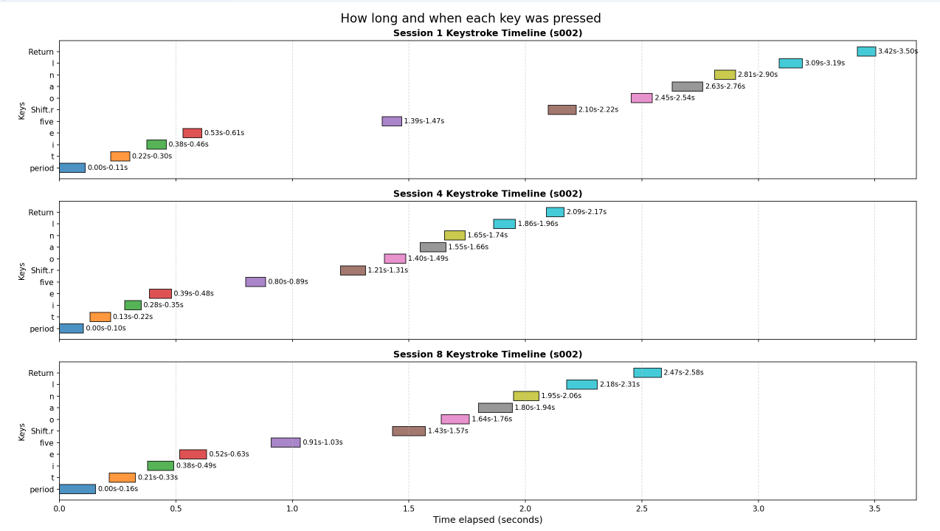 How long and when each key was pressed
Session 1 Keystroke Timeline (s002)
Keys
Return 3.42s-3.50s
l 3.09s-3.19s
n 2.81s-2.90s
a 2.63s-2.76s
o 2.45s-2.54s
Shift.r 2.10s-2.22s
five 1.39s-1.47s
e 0.53s-0.61s
i 0.38s-0.46s
t 0.22s-0.30s
period 0.00s-0.11s
Session 4 Keystroke Timeline (s002)
Keys
Return 2.09s-2.17s
l 1.86s-1.96s
n 1.65s-1.74s
a 1.55s-1.66s
o 1.40s-1.49s
Shift.r 1.21s-1.31s
five 0.80s-0.89s
e 0.39s-0.48s
i 0.28s-0.35s
t 0.13s-0.22s
period 0.00s-0.10s
Session 8 Keystroke Timeline (s002)
Keys
Return 2.47s-2.58s
l 2.18s-2.31s
n 1.95s-2.06s
a 1.80s-1.94s
o 1.64s-1.76s
Shift.r 1.43s-1.57s
five 0.91s-1.03s
e 0.52s-0.63s
i 0.38s-0.49s
t 0.21s-0.33s
period 0.00s-0.16s
0.0 0.5 1.0 1.5 2.0 2.5 3.0 3.5
Time elapsed (seconds)